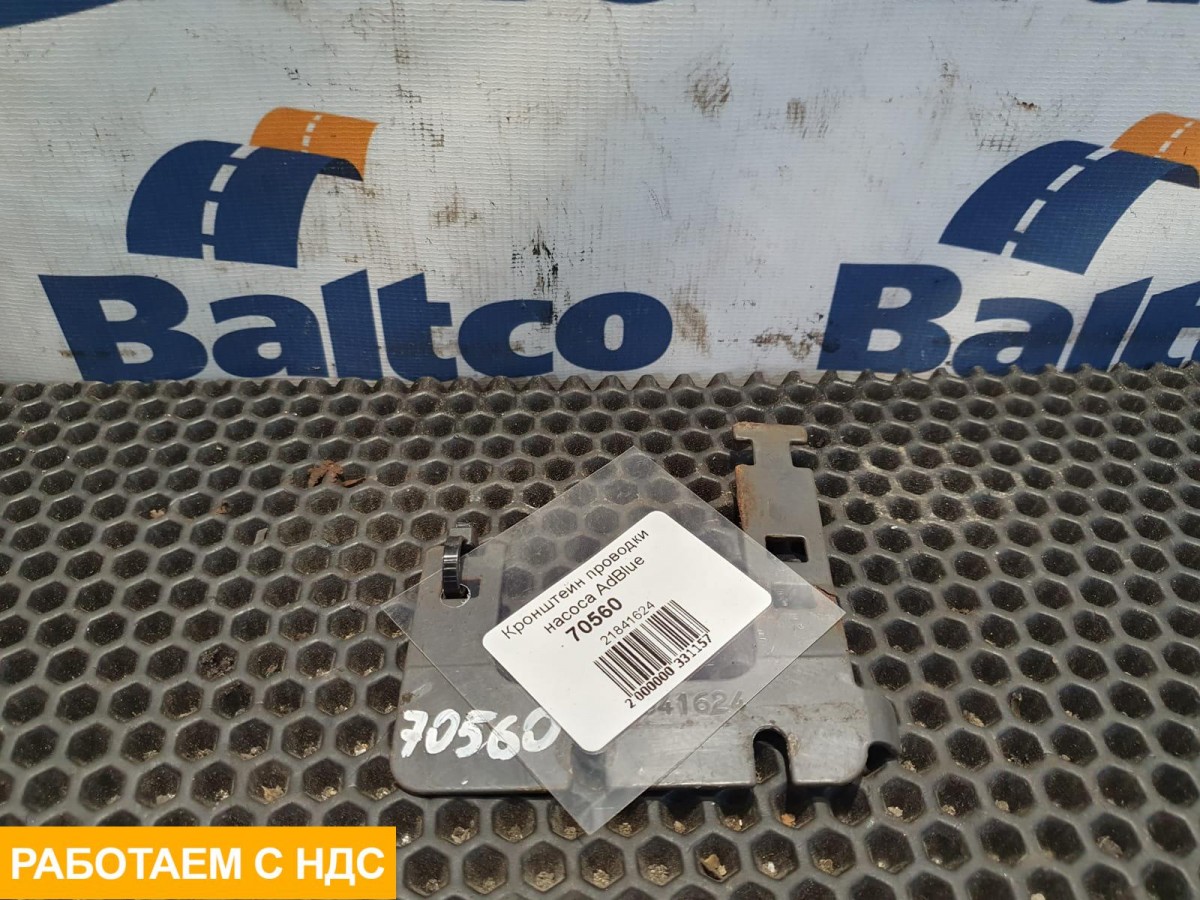 Baltco
Baltco
Кронштейн проводки
насоса AdBlue
70560
21841624
2 000000 331157
41624
70560
РАБОТАЕМ С НДС